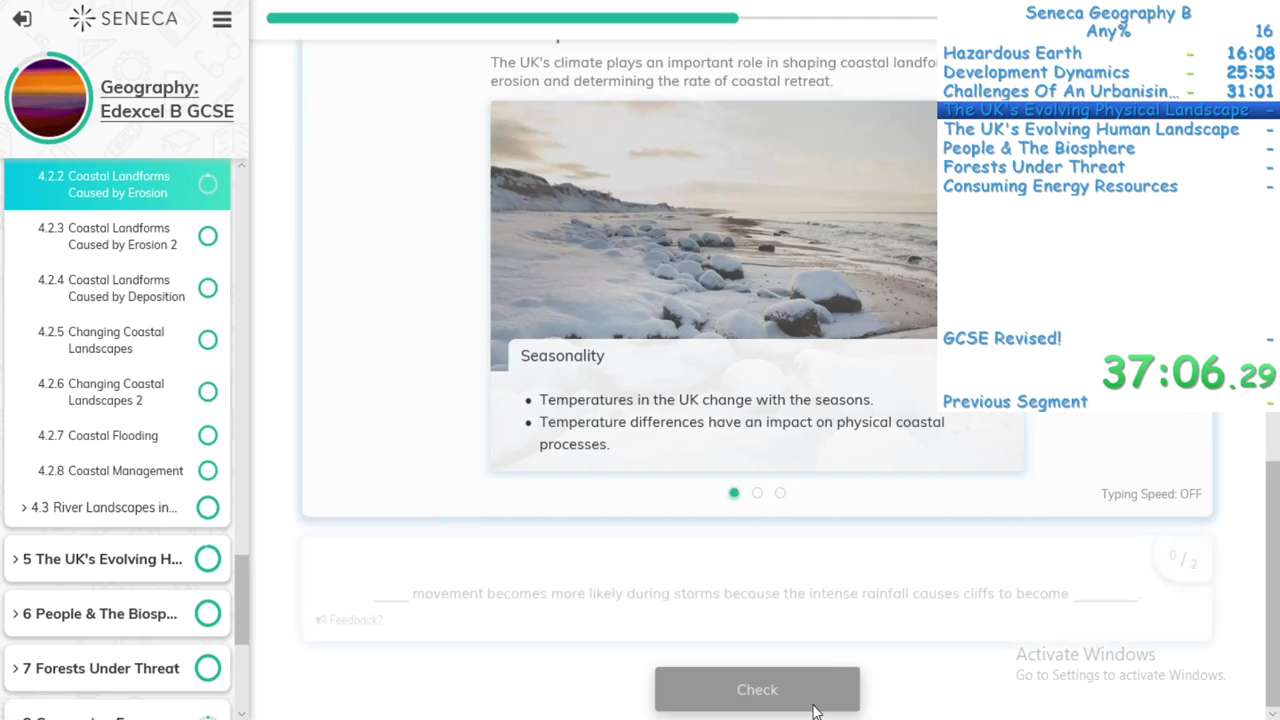 SENECA
Geography:
Edexcel B GCSE
4.2.2 Coastal Landforms
Caused by Erosion
4.2.3 Coastal Landforms
Caused by Erosion 2
4.2.4 Coastal Landforms
Caused by Deposition
4.2.5 Changing Coastal
Landscapes
4.2.6 Changing Coastal
Landscapes 2
4.2.7 Coastal Flooding
4.2.8 Coastal Management
4.3 River Landscapes in...
5 The UK's Evolving H...
6 People & The Biosp...
7 Forests Under Threat
The UK's climate plays an important role in shaping coastal landfor
erosion and determining the rate of coastal retreat.
Seasonality
• Temperatures in the UK change with the seasons.
• Temperature differences have an impact on physical coastal
processes.
Typing Speed: OFF
0 / 2
_____ movement becomes more likely during storms because the intense rainfall causes cliffs to become _________.
Feedback?
Check
Seneca Geography B
Any% 16
Hazardous Earth - 16:08
Development Dynamics - 25:53
Challenges Of An Urbanisin... - 31:01
The UK's Evolving Physical Landscape -
The UK's Evolving Human Landscape -
People & The Biosphere -
Forests Under Threat -
Consuming Energy Resources -
GCSE Revised! -
37:06.29
Previous Segment -
Activate Windows
Go to Settings to activate Windows.